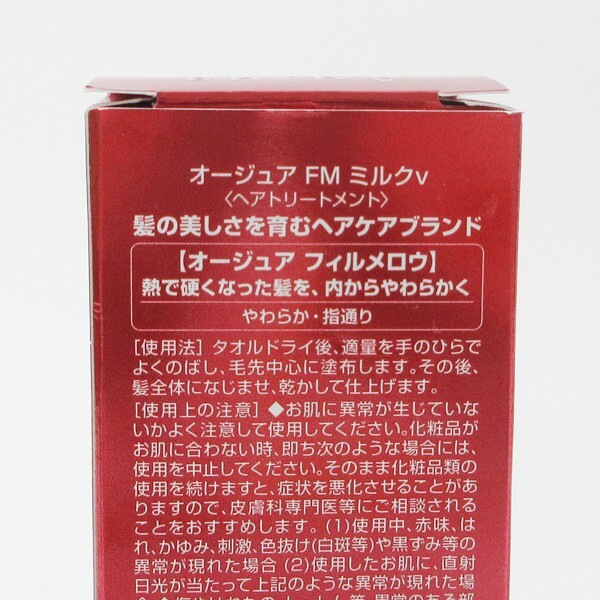 オージュア FM ミルクv
〈ヘアトリートメント〉
髪の美しさを育むヘアケアブランド
【オージュア フィルメロウ】
熱で硬くなった髪を、内からやわらかく
やわらか・指通り
[使用法] タオルドライ後、適量を手のひらで
よくのばし、毛先中心に塗布します。その後、
髪全体になじませ、乾かして仕上げます。
[使用上の注意] ◆お肌に異常が生じていな
いかよく注意して使用してください。化粧品が
お肌に合わない時、即ち次のような場合には、
使用を中止してください。そのまま化粧品類の
使用を続けますと、症状を悪化させることがあ
りますので、皮膚科専門医等にご相談される
ことをおすすめします。(1)使用中、赤味、は
れ、かゆみ、刺激、色抜け(白斑等)や黒ずみ等の
異常が現れた場合 (2)使用したお肌に、直射
日光が当たって上記のような異常が現れた場